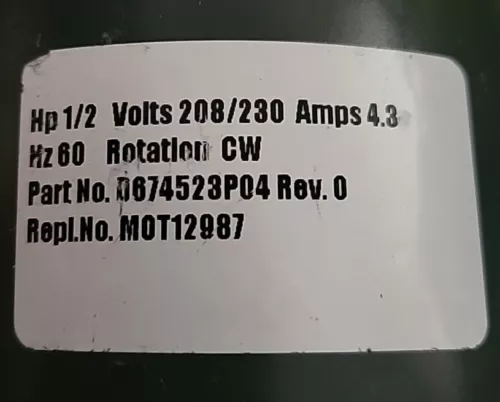 Hp 1/2 Volts 208/230 Amps 4.3
Hz 60 Rotation CW
Part No. D674523P04 Rev. 0
Repl.No. MOT12987